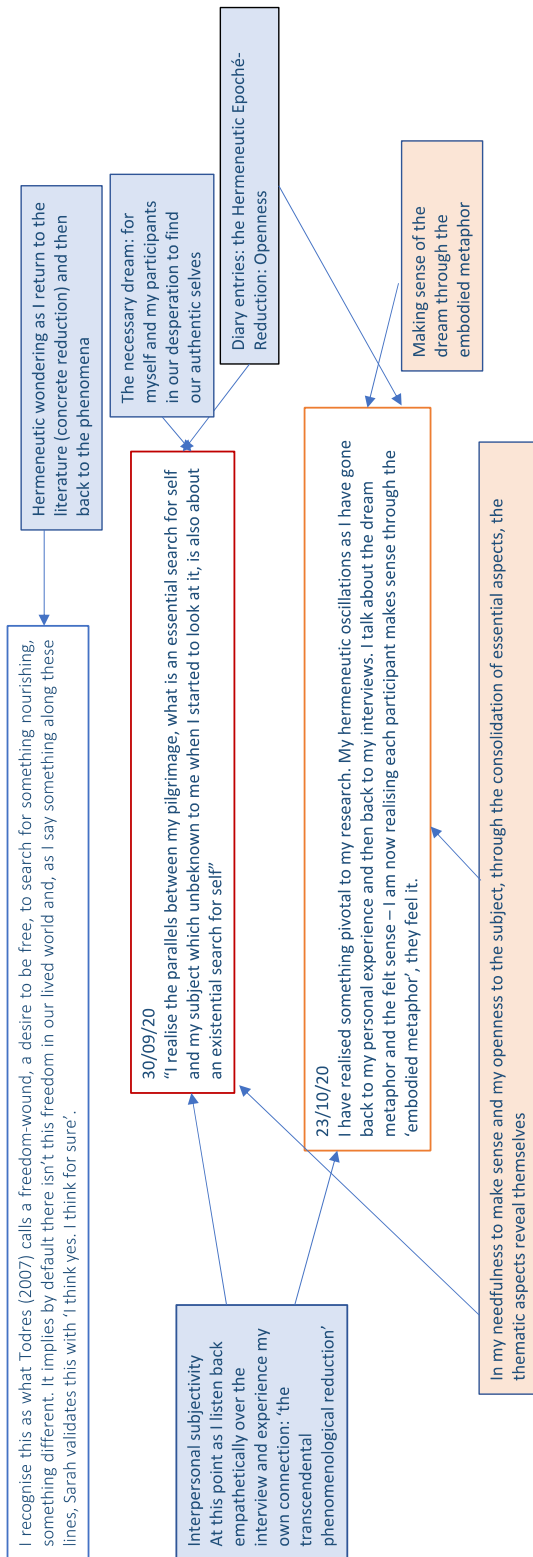 I recognise this as what Todres (2007) calls a freedom-wound, a desire to be free, to search for something nourishing,
something different. It implies by default there isn't this freedom in our lived world and, as I say something along these
lines, Sarah validates this with 'I think yes. I think for sure'.
Hermeneutic wondering as I return to the
literature (concrete reduction) and then
back to the phenomena
The necessary dream: for
myself and my participants
in our desperation to find
our authentic selves
30/09/20
"I realise the parallels between my pilgrimage, what is an essential search for self
and my subject which unbeknown to me when I started to look at it, is also about
an existential search for self"
Diary entries: the Hermeneutic Epoché-
Reduction: Openness
Interpersonal subjectivity
At this point as I listen back
empathetically over the
interview and experience my
own connection: 'the
transcendental
phenomenological reduction'
23/10/20
I have realised something pivotal to my research. My hermeneutic oscillations as I have gone
back to my personal experience and then back to my interviews. I talk about the dream
metaphor and the felt sense – I am now realising each participant makes sense through the
'embodied metaphor', they feel it.
Making sense of the
dream through the
embodied metaphor
In my needfulness to make sense and my openness to the subject, through the consolidation of essential aspects, the
thematic aspects reveal themselves